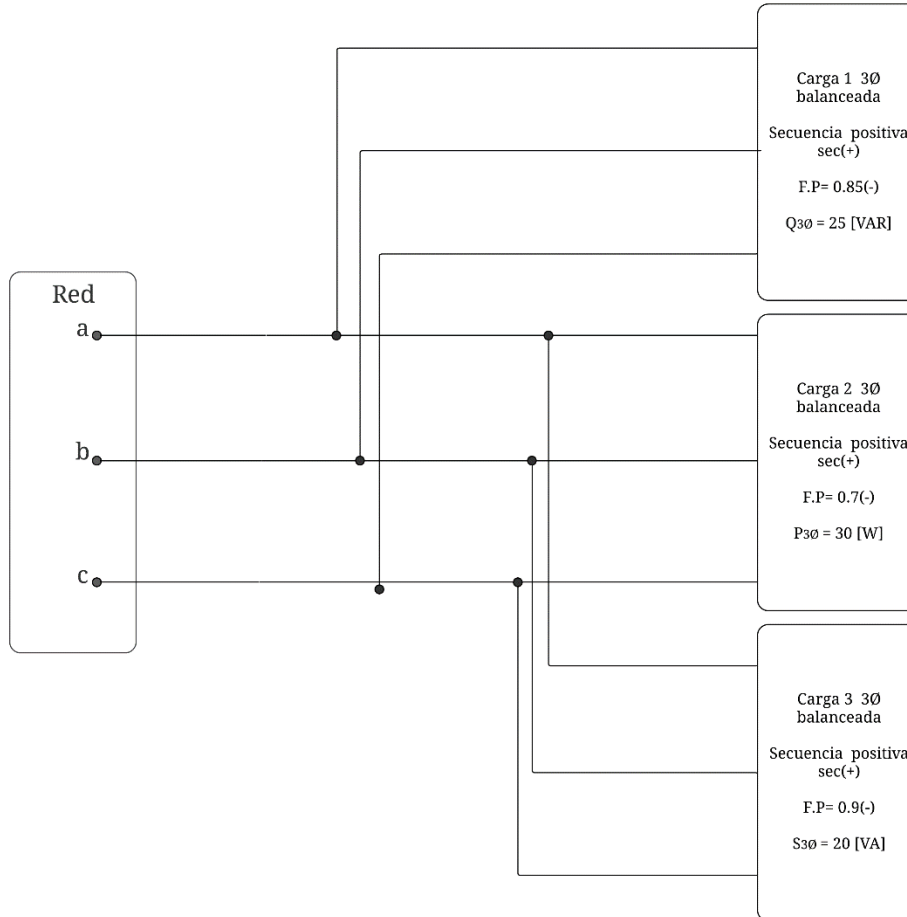 Red
a
b
c
Carga 1 3Ø
balanceada
Secuencia positiva
sec(+)
F.P= 0.85(-)
Q3Ø = 25 [VAR]
Carga 2 3Ø
balanceada
Secuencia positiva
sec(+)
F.P= 0.7(-)
P3Ø = 30 [W]
Carga 3 3Ø
balanceada
Secuencia positiva
sec(+)
F.P= 0.9(-)
S3Ø = 20 [VA]